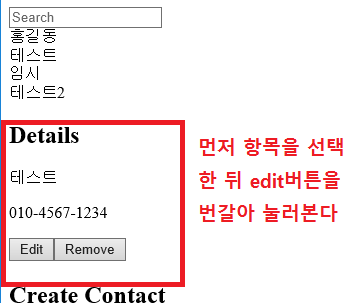 Search
홍길동
테스트
임시
테스트2
Details
먼저 항목을 선택
테스트
한 뒤 edit버튼을
010-4567-1234
번갈아 눌러본다
Edit Remove
Create Contact